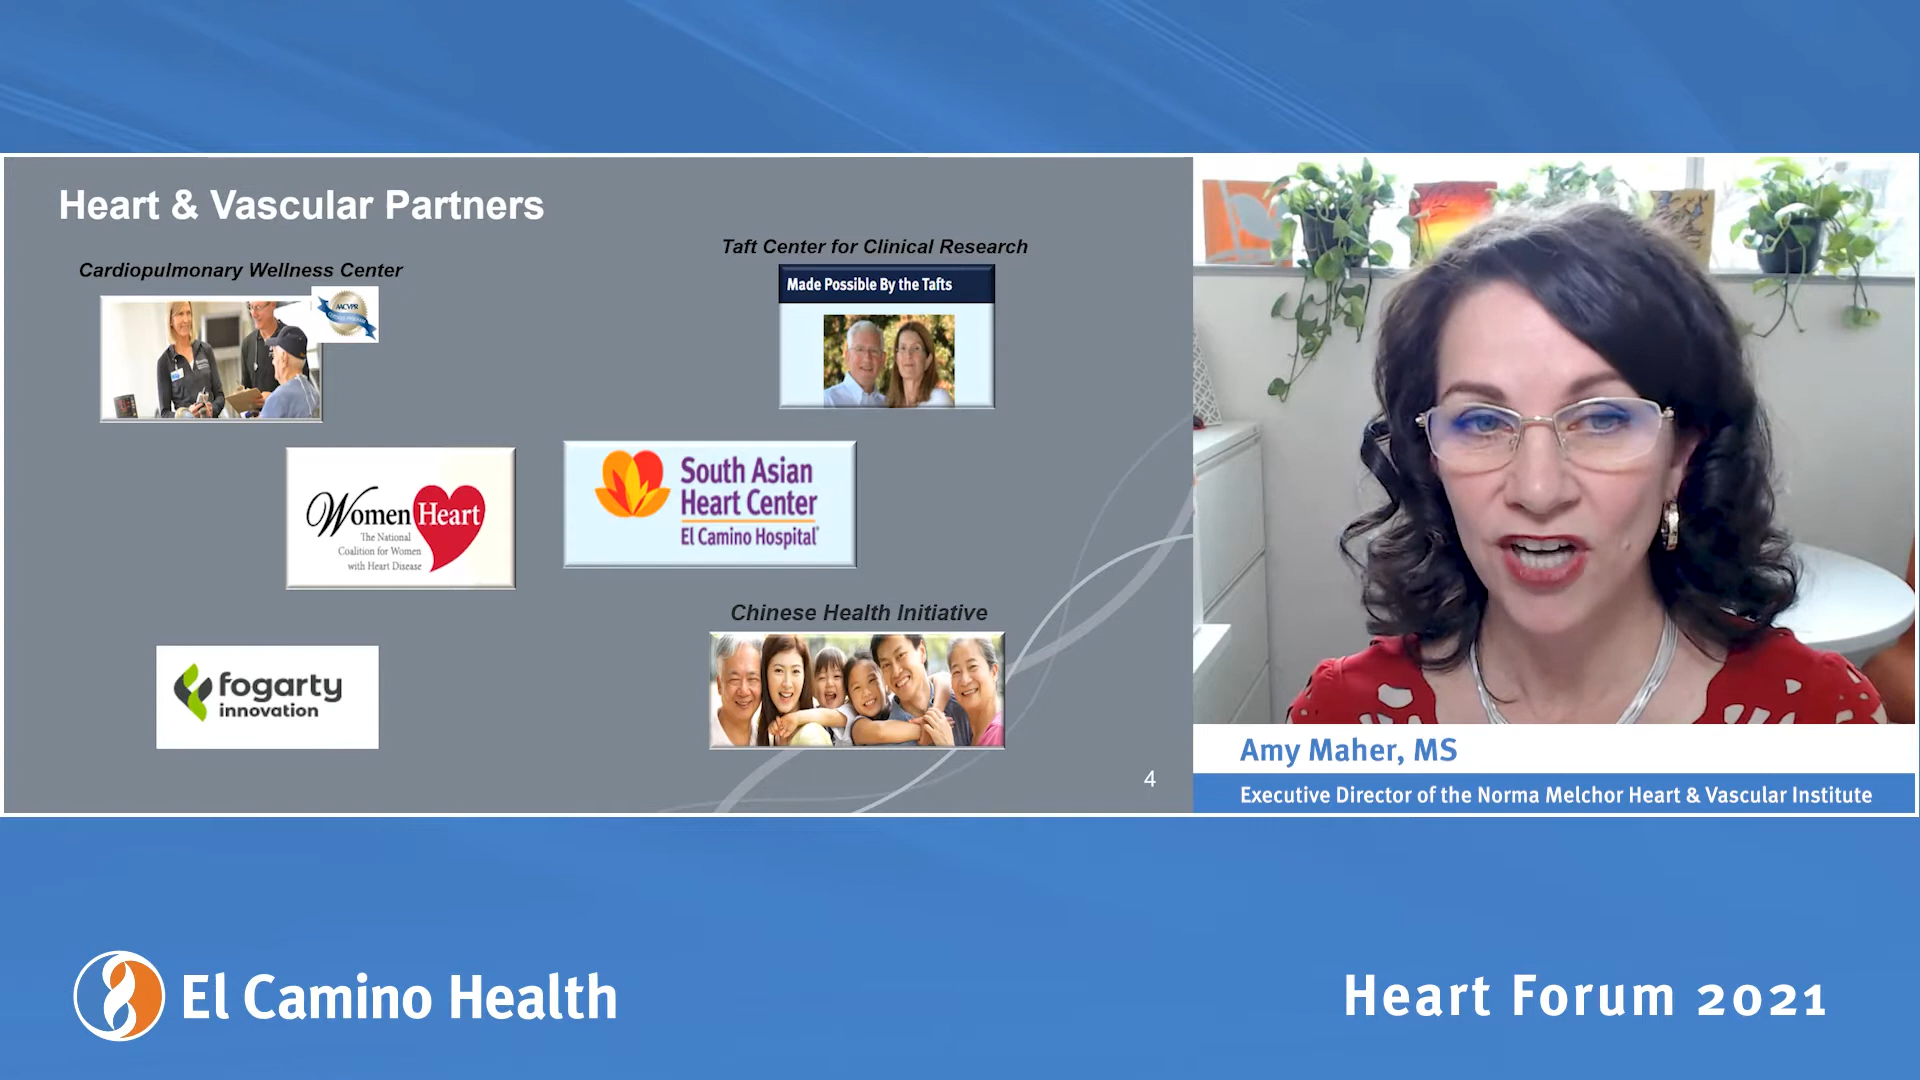 Heart & Vascular Partners
Cardiopulmonary Wellness Center
AACVPR
Taft Center for Clinical Research
Made Possible By the Tafts
Women Heart
The National
Coalition for Women
with Heart Disease
South Asian
Heart Center
El Camino Hospital
fogarty
innovation
Chinese Health Initiative
4
Amy Maher, MS
Executive Director of the Norma Melchor Heart & Vascular Institute
El Camino Health
Heart Forum 2021